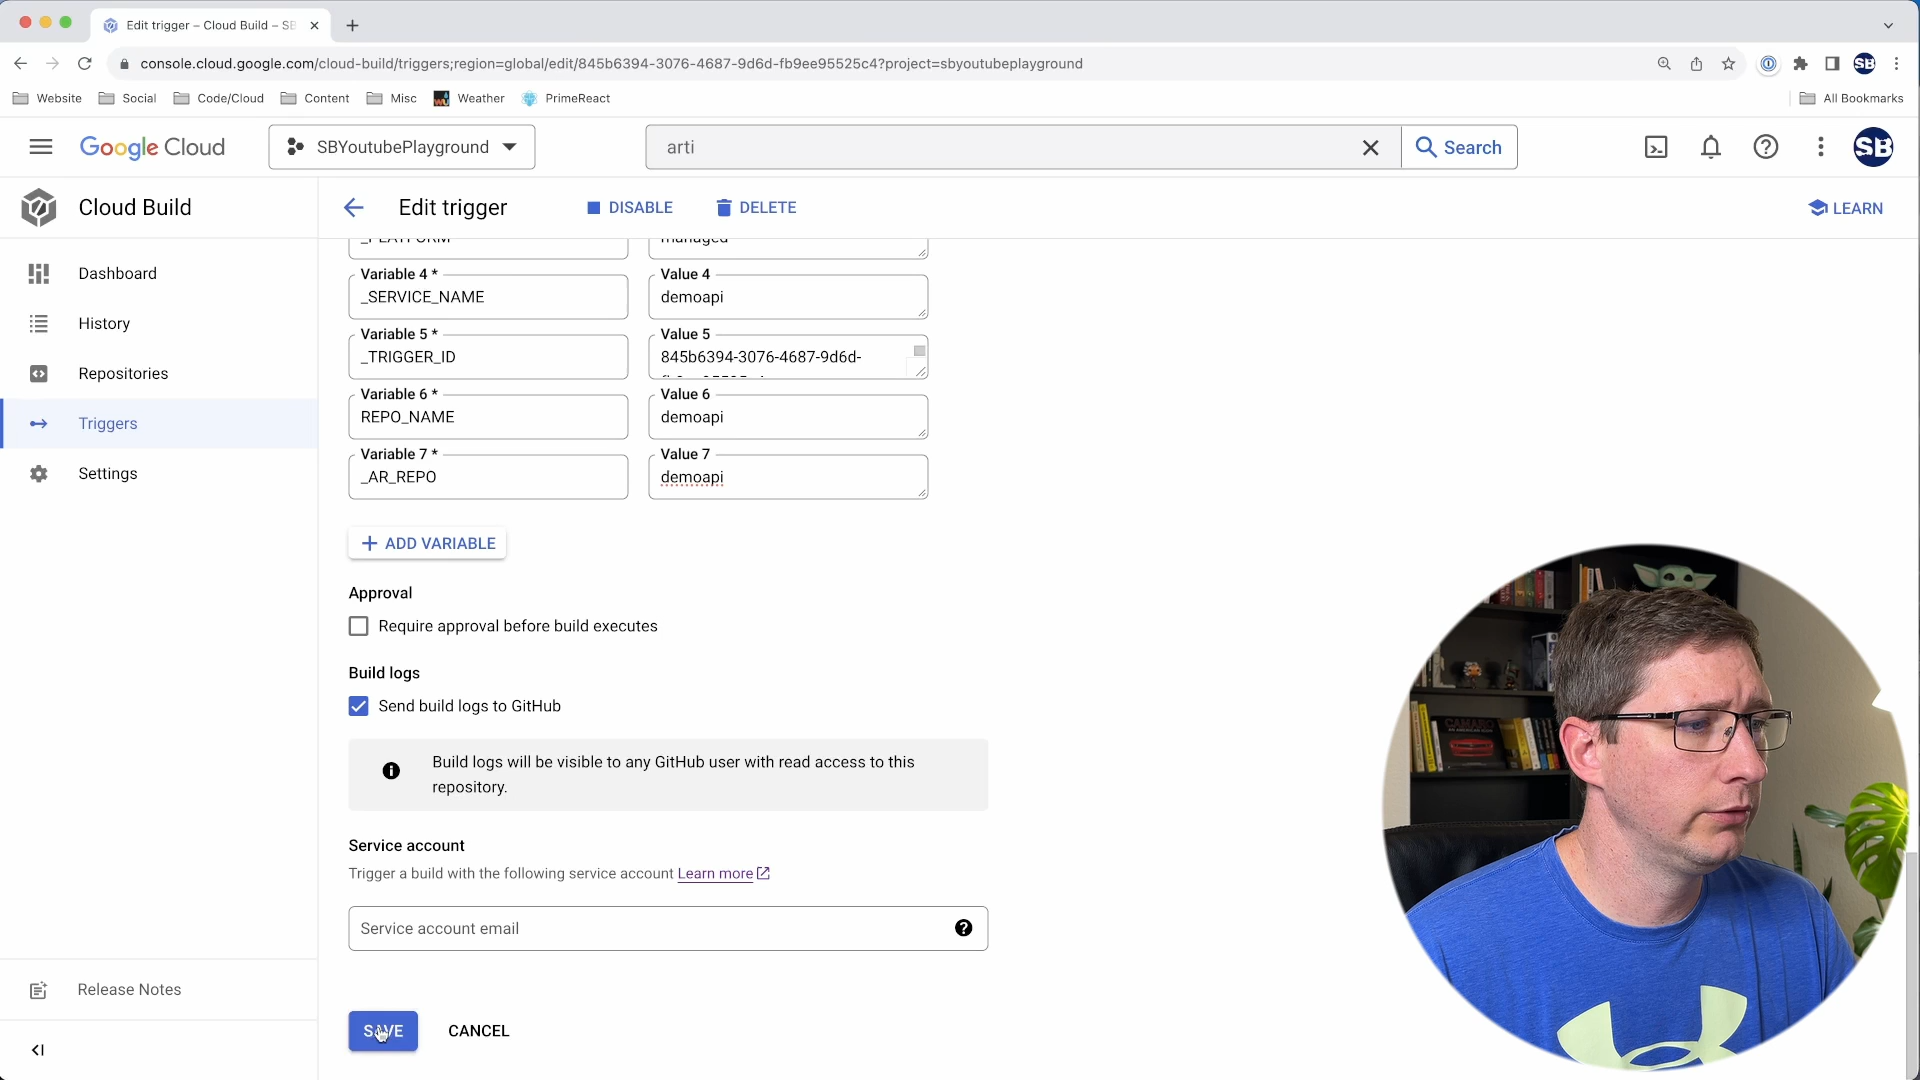 Edit trigger – Cloud Build – SB
console.cloud.google.com/cloud-build/triggers;region=global/edit/845b6394-3076-4687-9d6d-fb9ee95525c4?project=sbyoutubeplayground
SB
Website Social Code/Cloud Content Misc Weather PrimeReact All Bookmarks
Google Cloud SBYoutubePlayground arti Search SB
Cloud Build
Edit trigger DISABLE DELETE LEARN
Dashboard
History
Repositories
Triggers
Settings
Release Notes
_PLATFORM managed
Variable 4 * Value 4
_SERVICE_NAME demoapi
Variable 5 * Value 5
_TRIGGER_ID 845b6394-3076-4687-9d6d-
Variable 6 * Value 6
REPO_NAME demoapi
Variable 7 * Value 7
_AR_REPO demoapi
+ ADD VARIABLE
Approval
Require approval before build executes
Build logs
Send build logs to GitHub
Build logs will be visible to any GitHub user with read access to this
repository.
Service account
Trigger a build with the following service account Learn more
Service account email
SAVE CANCEL
CAMARO